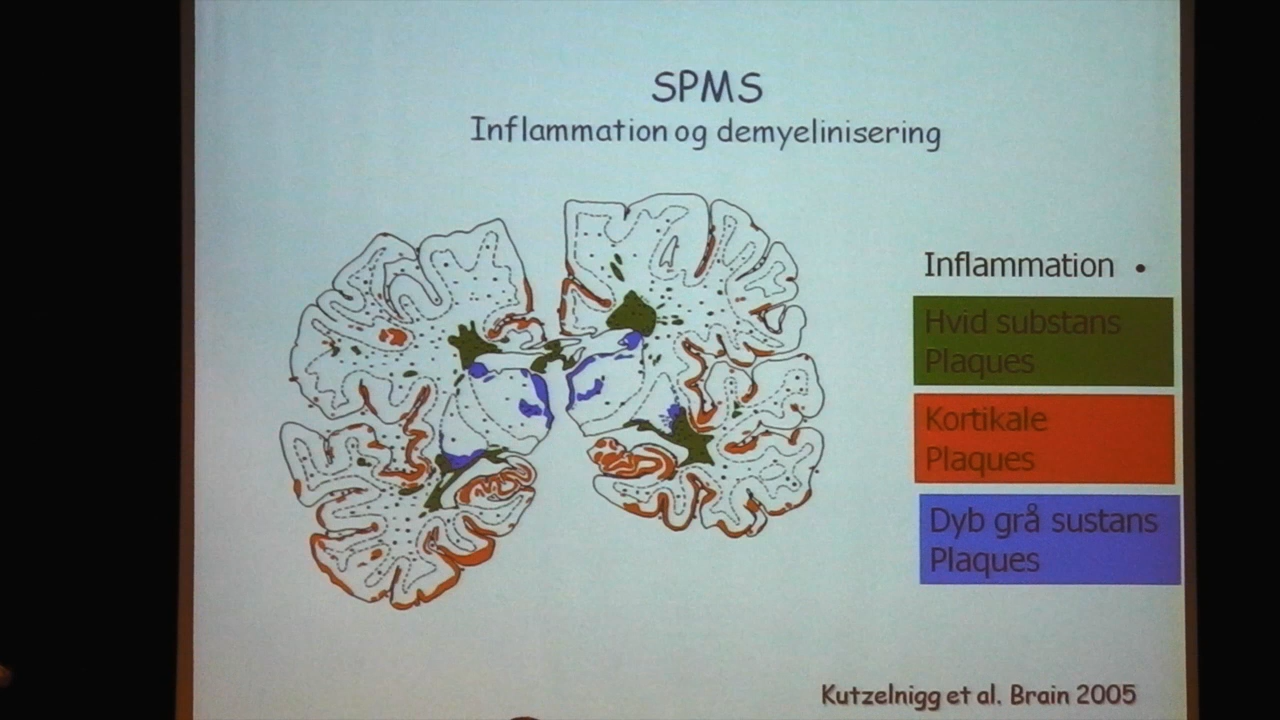 SPMS
Inflammation og demyelinisering
Inflammation •
Hvid substans
Plaques
Kortikale
Plaques
Dyb grå sustans
Plaques
Kutzelnigg et al. Brain 2005